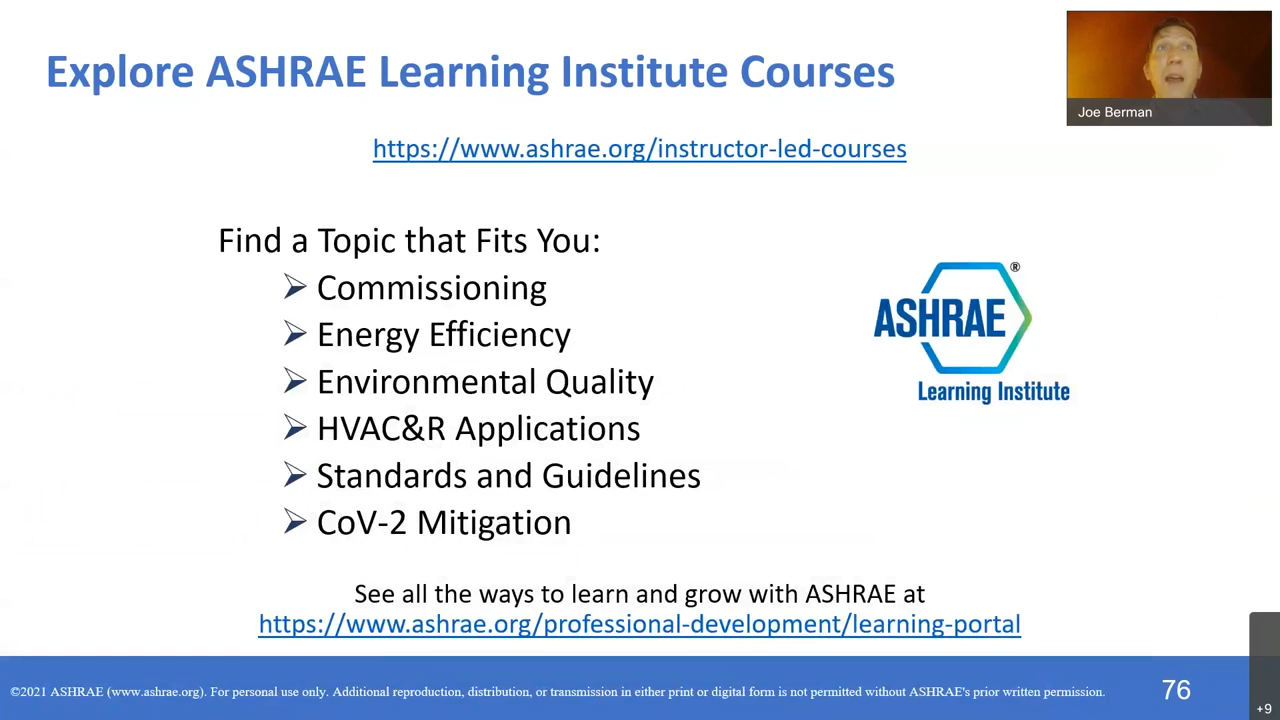 Explore ASHRAE Learning Institute Courses
Joe Berman
https://www.ashrae.org/instructor-led-courses
Find a Topic that Fits You:
Commissioning
Energy Efficiency
Environmental Quality
HVAC&R Applications
Standards and Guidelines
CoV-2 Mitigation
ASHRAE®
Learning Institute
See all the ways to learn and grow with ASHRAE at
https://www.ashrae.org/professional-development/learning-portal
©2021 ASHRAE (www.ashrae.org). For personal use only. Additional reproduction, distribution, or transmission in either print or digital form is not permitted without ASHRAE's prior written permission.
76
+9